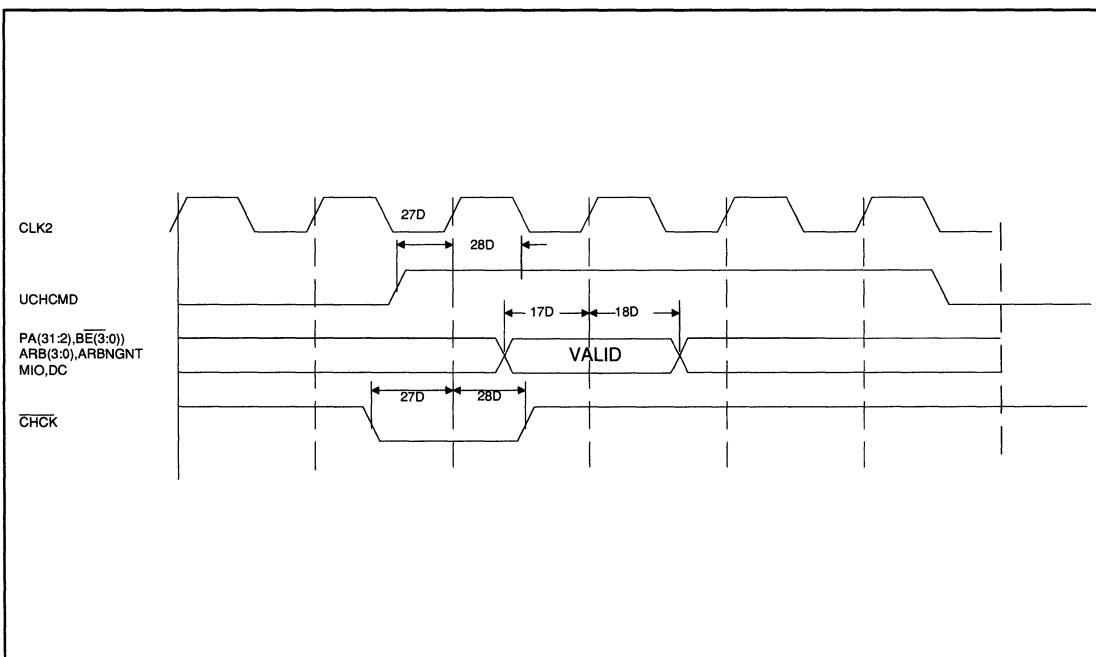 CLK2
27D
28D
UCHCMD
17D
18D
PA(31:2),BE(3:0))
ARB(3:0),ARBNGNT
MIO,DC
VALID
27D
28D
CHCK